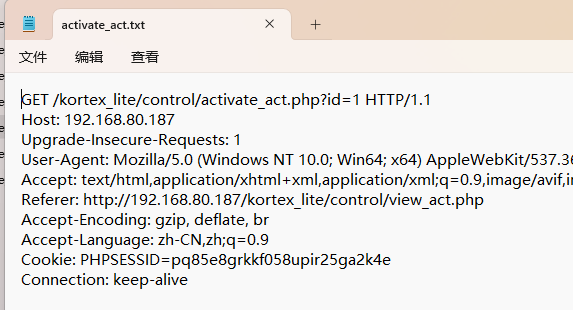 activate_act.txt
文件 编辑 查看
GET /kortex_lite/control/activate_act.php?id=1 HTTP/1.1
Host: 192.168.80.187
Upgrade-Insecure-Requests: 1
User-Agent: Mozilla/5.0 (Windows NT 10.0; Win64; x64) AppleWebKit/537.36
Accept: text/html,application/xhtml+xml,application/xml;q=0.9,image/avif,i
Referer: http://192.168.80.187/kortex_lite/control/view_act.php
Accept-Encoding: gzip, deflate, br
Accept-Language: zh-CN,zh;q=0.9
Cookie: PHPSESSID=pq85e8grkkf058upir25ga2k4e
Connection: keep-alive